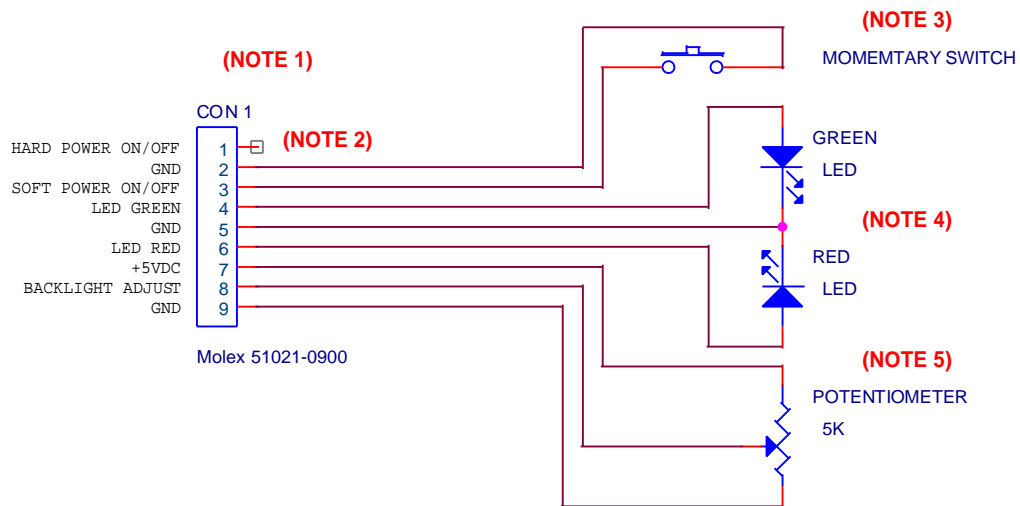 (NOTE 3)
MOMEMTARY SWITCH
(NOTE 1)
CON 1
(NOTE 2)
HARD POWER ON/OFF 1
GND 2
SOFT POWER ON/OFF 3
LED GREEN 4
GND 5
LED RED 6
+5VDC 7
BACKLIGHT ADJUST 8
GND 9
Molex 51021-0900
GREEN
LED
(NOTE 4)
RED
LED
(NOTE 5)
POTENTIOMETER
5K